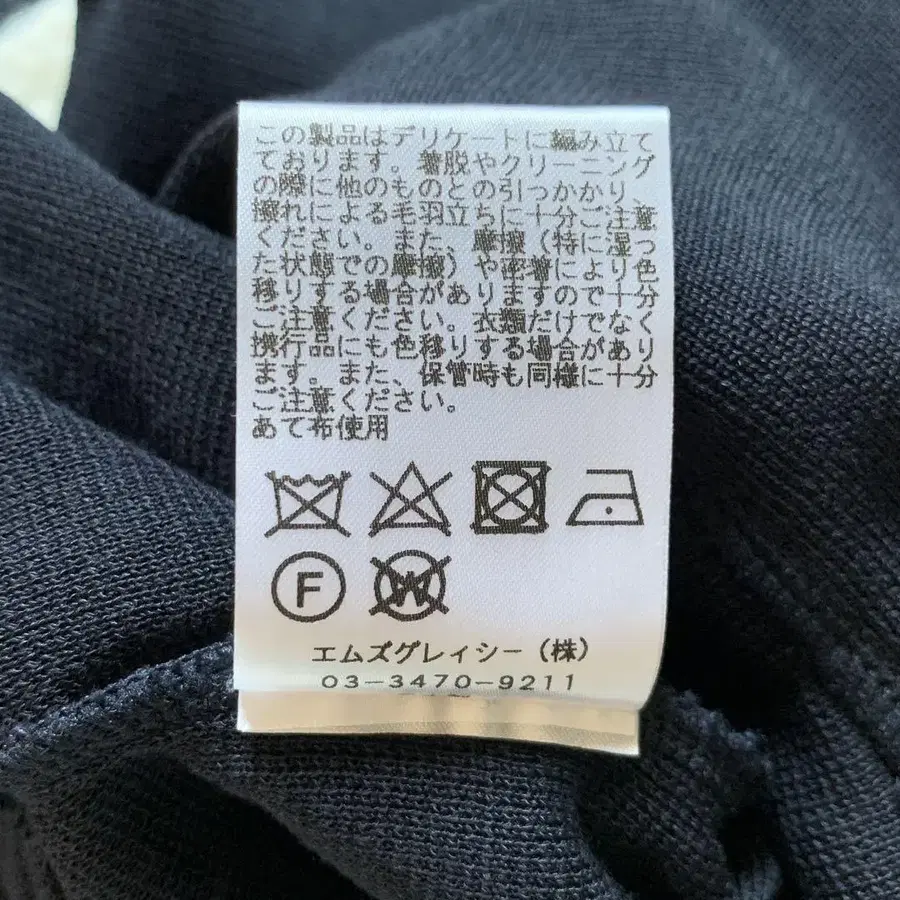 この製品はデリケートに編み立て
ております。着脱やクリーニング
の際に他のものとの引っかかり、
擦れによる毛羽立ちに十分ご注意
ください。また、摩擦（特に湿っ
た状態での摩擦）や密着により色
移りする場合がありますので十分
ご注意ください。衣類だけでなく
携行品にも色移りする場合があり
ます。また、保管時も同様に十分
ご注意ください。
あて布使用
F W
エムズグレィシー（株）
03-3470-9211